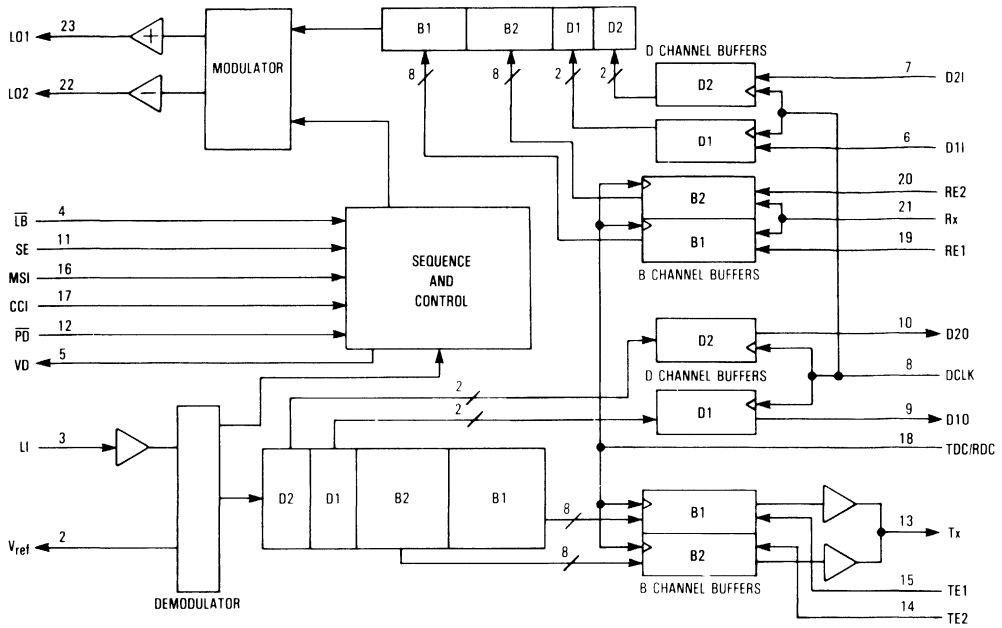 LO1 23
LO2 22
MODULATOR
B1 B2 D1 D2
8 8 2 2
D CHANNEL BUFFERS
D2
7 D2I
D1
6 D1I
20 RE2
B2
21 Rx
B1
19 RE1
B CHANNEL BUFFERS
LB 4
SE 11
MSI 16
CCI 17
PD 12
VD 5
SEQUENCE
AND
CONTROL
D2
10 D2O
D CHANNEL BUFFERS
8 DCLK
D1
9 D1O
2
2
18 TDC/RDC
LI 3
Vref 2
DEMODULATOR
D2 D1 B2 B1
8
8
B1
B2
B CHANNEL BUFFERS
13 Tx
15 TE1
14 TE2